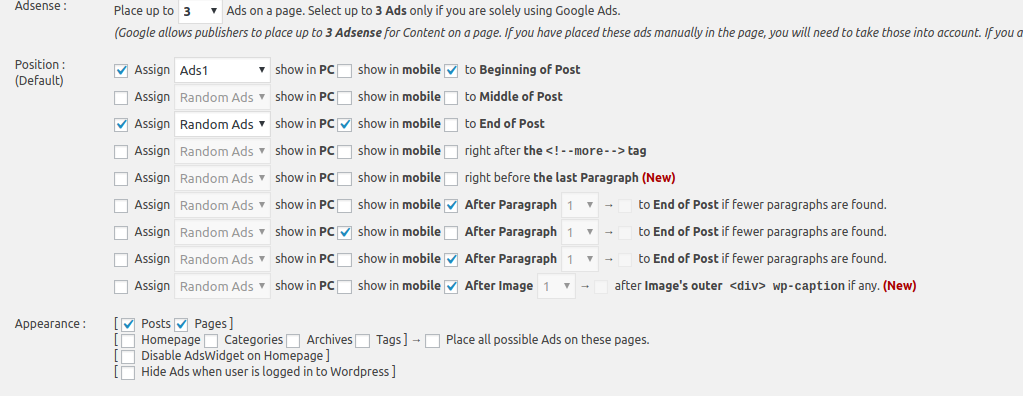 Adsense : Place up to 3 Ads on a page. Select up to 3 Ads only if you are solely using Google Ads.
(Google allows publishers to place up to 3 Adsense for Content on a page. If you have placed these ads manually in the page, you will need to take those into account. If you a
Position : Assign Ads1 show in PC show in mobile to Beginning of Post
(Default)
Assign Random Ads show in PC show in mobile to Middle of Post
Assign Random Ads show in PC show in mobile to End of Post
Assign Random Ads show in PC show in mobile right after the <!--more--> tag
Assign Random Ads show in PC show in mobile right before the last Paragraph (New)
Assign Random Ads show in PC show in mobile After Paragraph 1 → to End of Post if fewer paragraphs are found.
Assign Random Ads show in PC show in mobile After Paragraph 1 → to End of Post if fewer paragraphs are found.
Assign Random Ads show in PC show in mobile After Paragraph 1 → to End of Post if fewer paragraphs are found.
Assign Random Ads show in PC show in mobile After Image 1 → after Image's outer <div> wp-caption if any. (New)
Appearance : [ Posts Pages ]
[ Homepage Categories Archives Tags ] → Place all possible Ads on these pages.
[ Disable AdsWidget on Homepage ]
[ Hide Ads when user is logged in to Wordpress ]